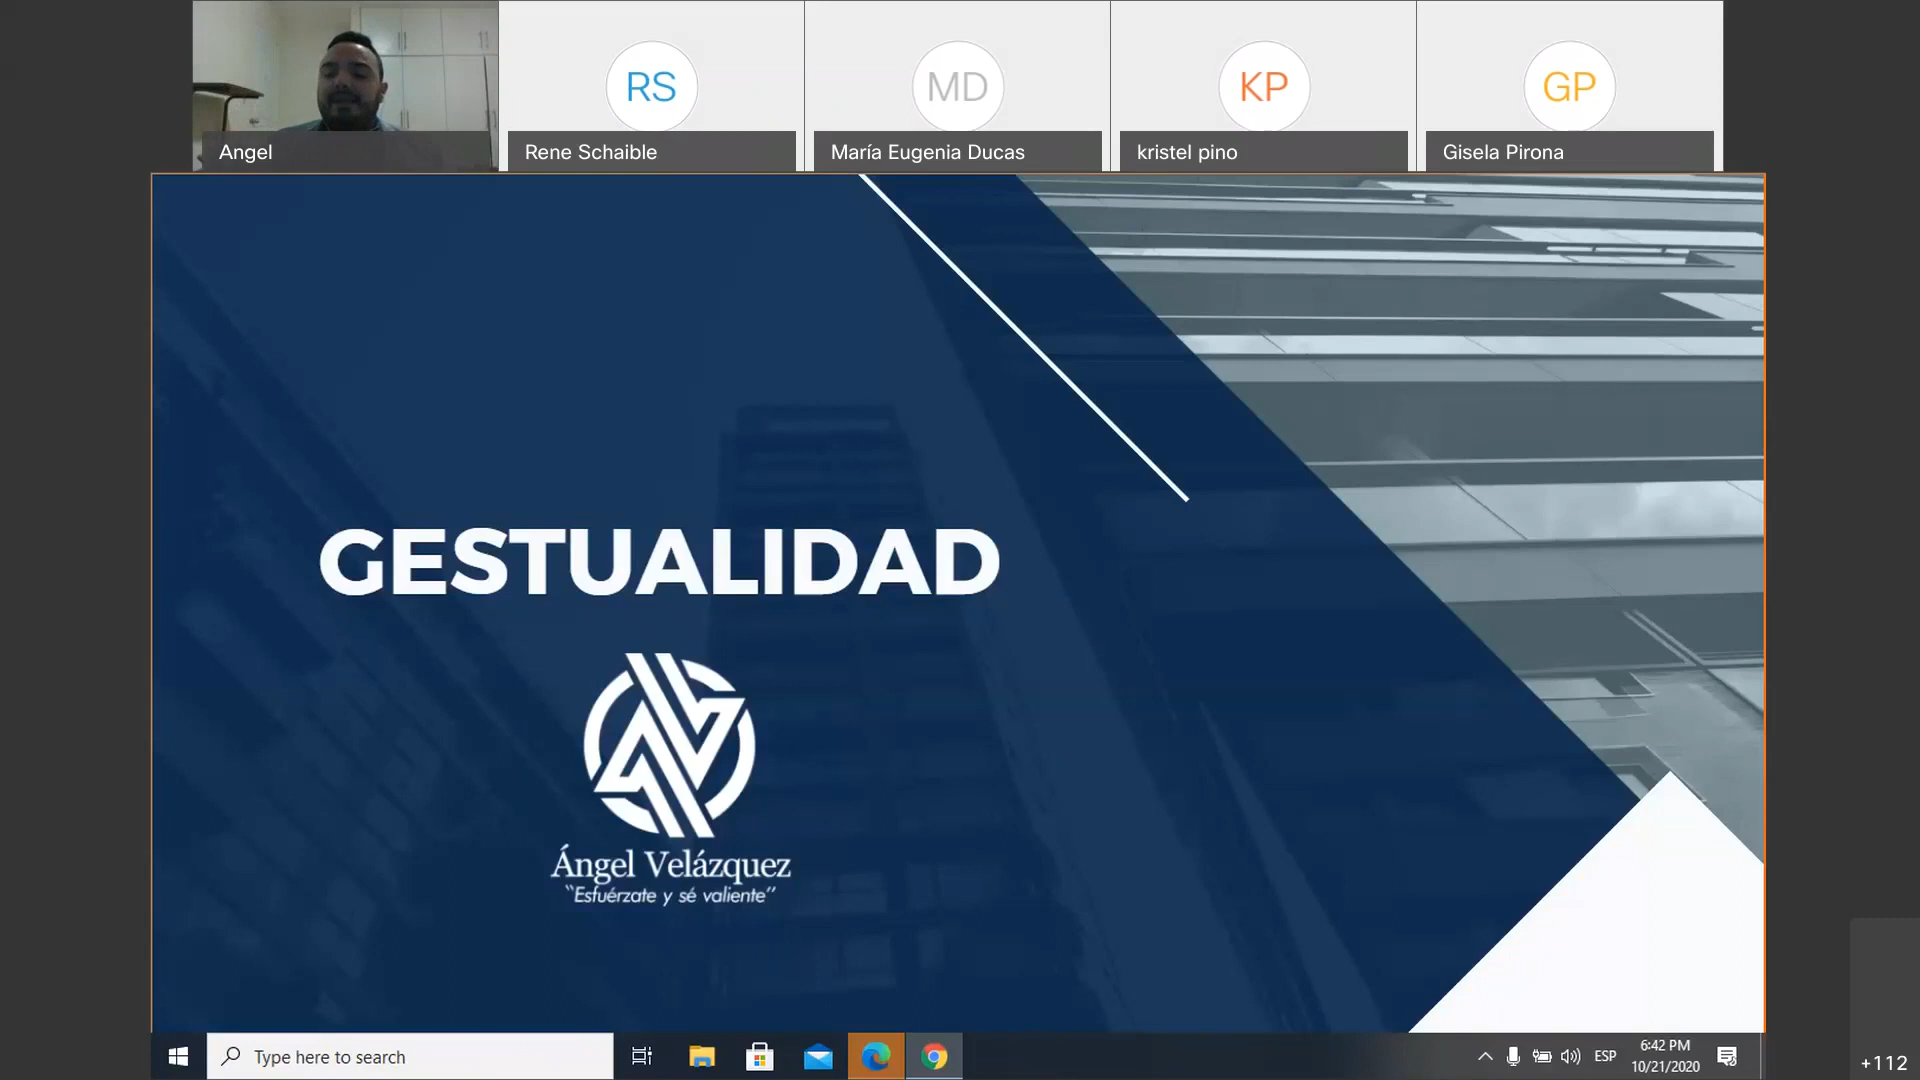 RS
MD
KP
GP
Angel
Rene Schaible
María Eugenia Ducas
kristel pino
Gisela Pirona
GESTUALIDAD
Ángel Velázquez
“Esfuérzate y sé valiente”
Type here to search
ESP
6:42 PM
10/21/2020
+112